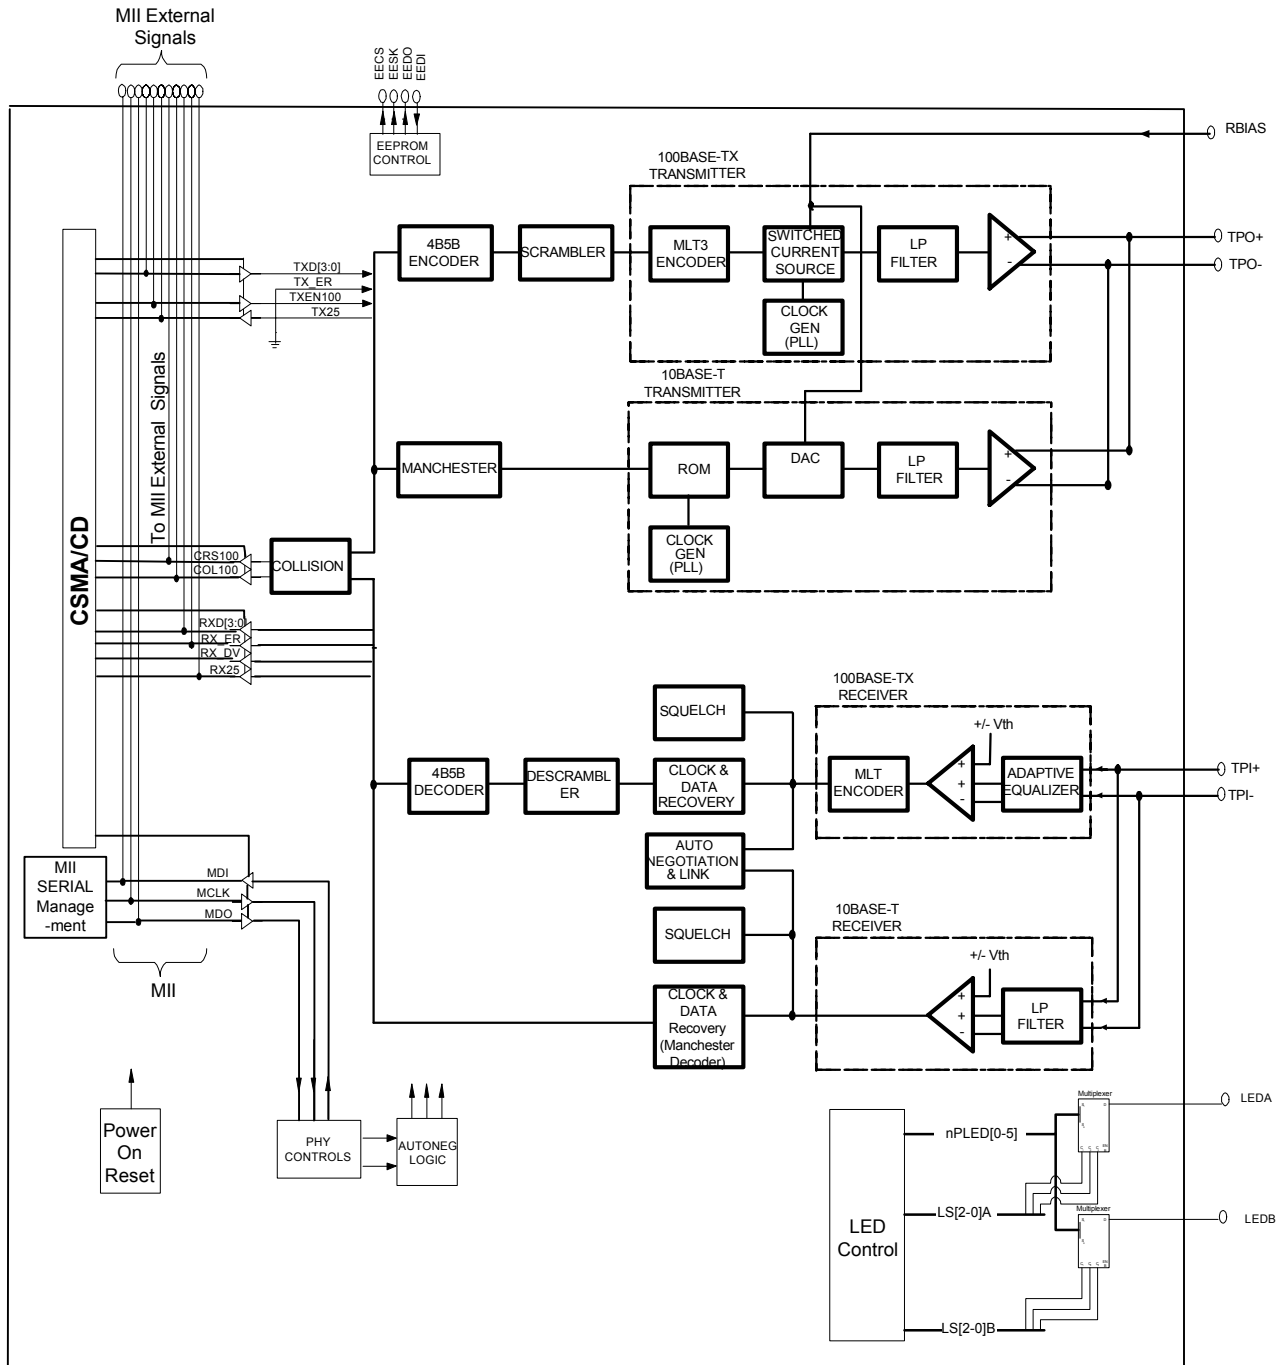 MII External
Signals
EECS
EESK
EEDO
EEDI
EEPROM
CONTROL
RBIAS
100BASE-TX
TRANSMITTER
4B5B
ENCODER
SCRAMBLER
MLT3
ENCODER
SWITCHED
CURRENT
SOURCE
LP
FILTER
+
-
TPO+
TPO-
CLOCK
GEN
(PLL)
TXD[3:0]
TX_ER
TXEN100
TX25
10BASE-T
TRANSMITTER
MANCHESTER
ROM
DAC
LP
FILTER
+
-
CLOCK
GEN
(PLL)
To MII External Signals
CSMA/CD
CRS100
COL100
COLLISION
RXD[3:0]
RX_ER
RX_DV
RX25
100BASE-TX
RECEIVER
SQUELCH
+/- Vth
4B5B
DECODER
DESCRAMBL
ER
CLOCK &
DATA
RECOVERY
MLT
ENCODER
+
+
-
ADAPTIVE
EQUALIZER
TPI+
TPI-
AUTO
NEGOTIATION
& LINK
MII
SERIAL
Manage
-ment
MDI
MCLK
MDO
MII
10BASE-T
RECEIVER
SQUELCH
+/- Vth
CLOCK &
DATA
Recovery
(Manchester
Decoder)
+
+
-
LP
FILTER
Power
On
Reset
PHY
CONTROLS
AUTONEG
LOGIC
LED
Control
nPLED[0-5]
LS[2-0]A
LS[2-0]B
Multiplexer
LEDA
Multiplexer
LEDB